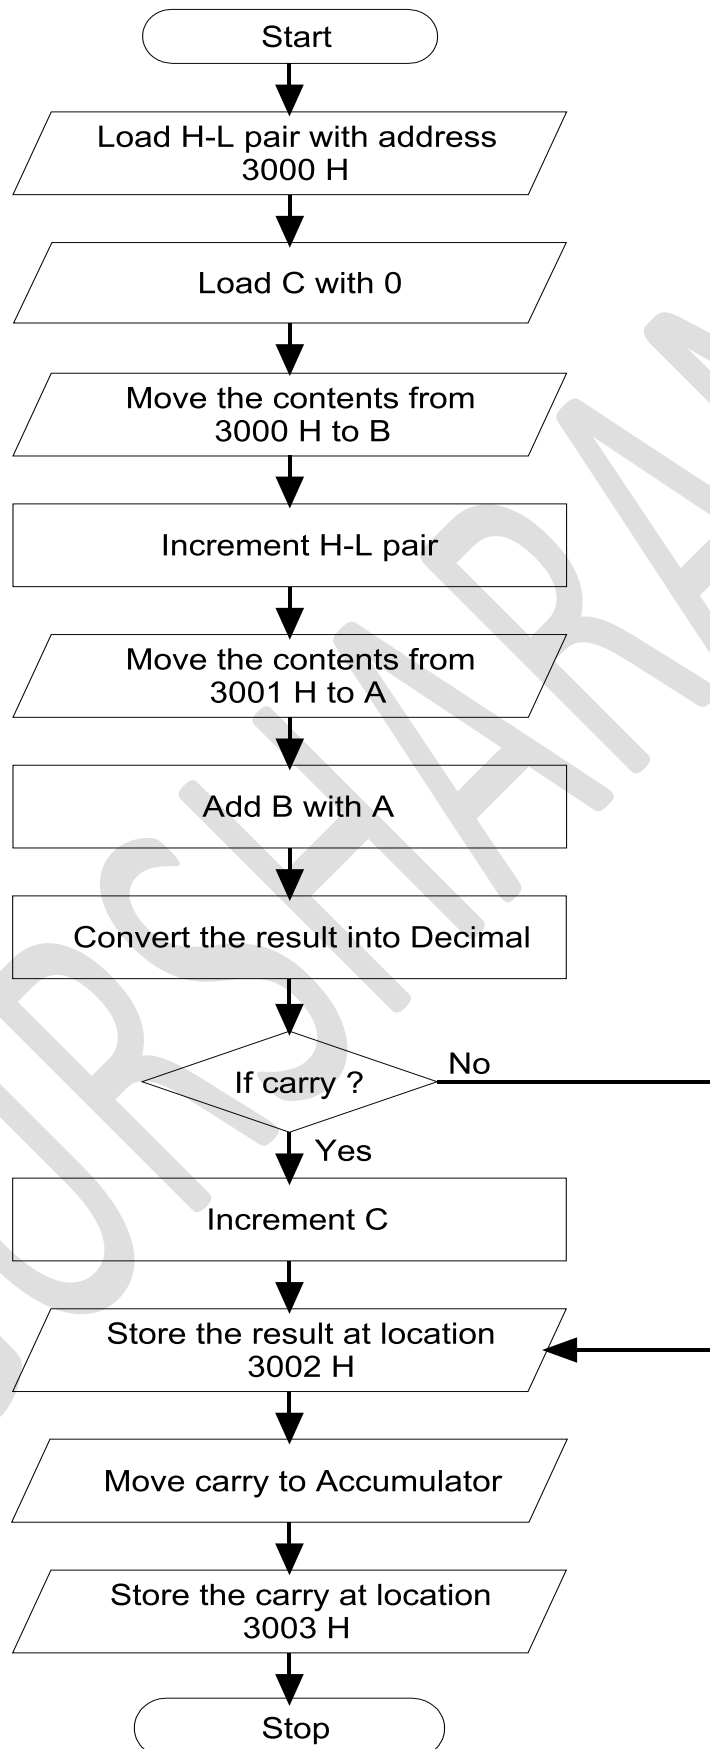 Start
Load H-L pair with address
3000 H
Load C with 0
Move the contents from
3000 H to B
Increment H-L pair
Move the contents from
3001 H to A
Add B with A
Convert the result into Decimal
If carry ?
No
Yes
Increment C
Store the result at location
3002 H
Move carry to Accumulator
Store the carry at location
3003 H
Stop